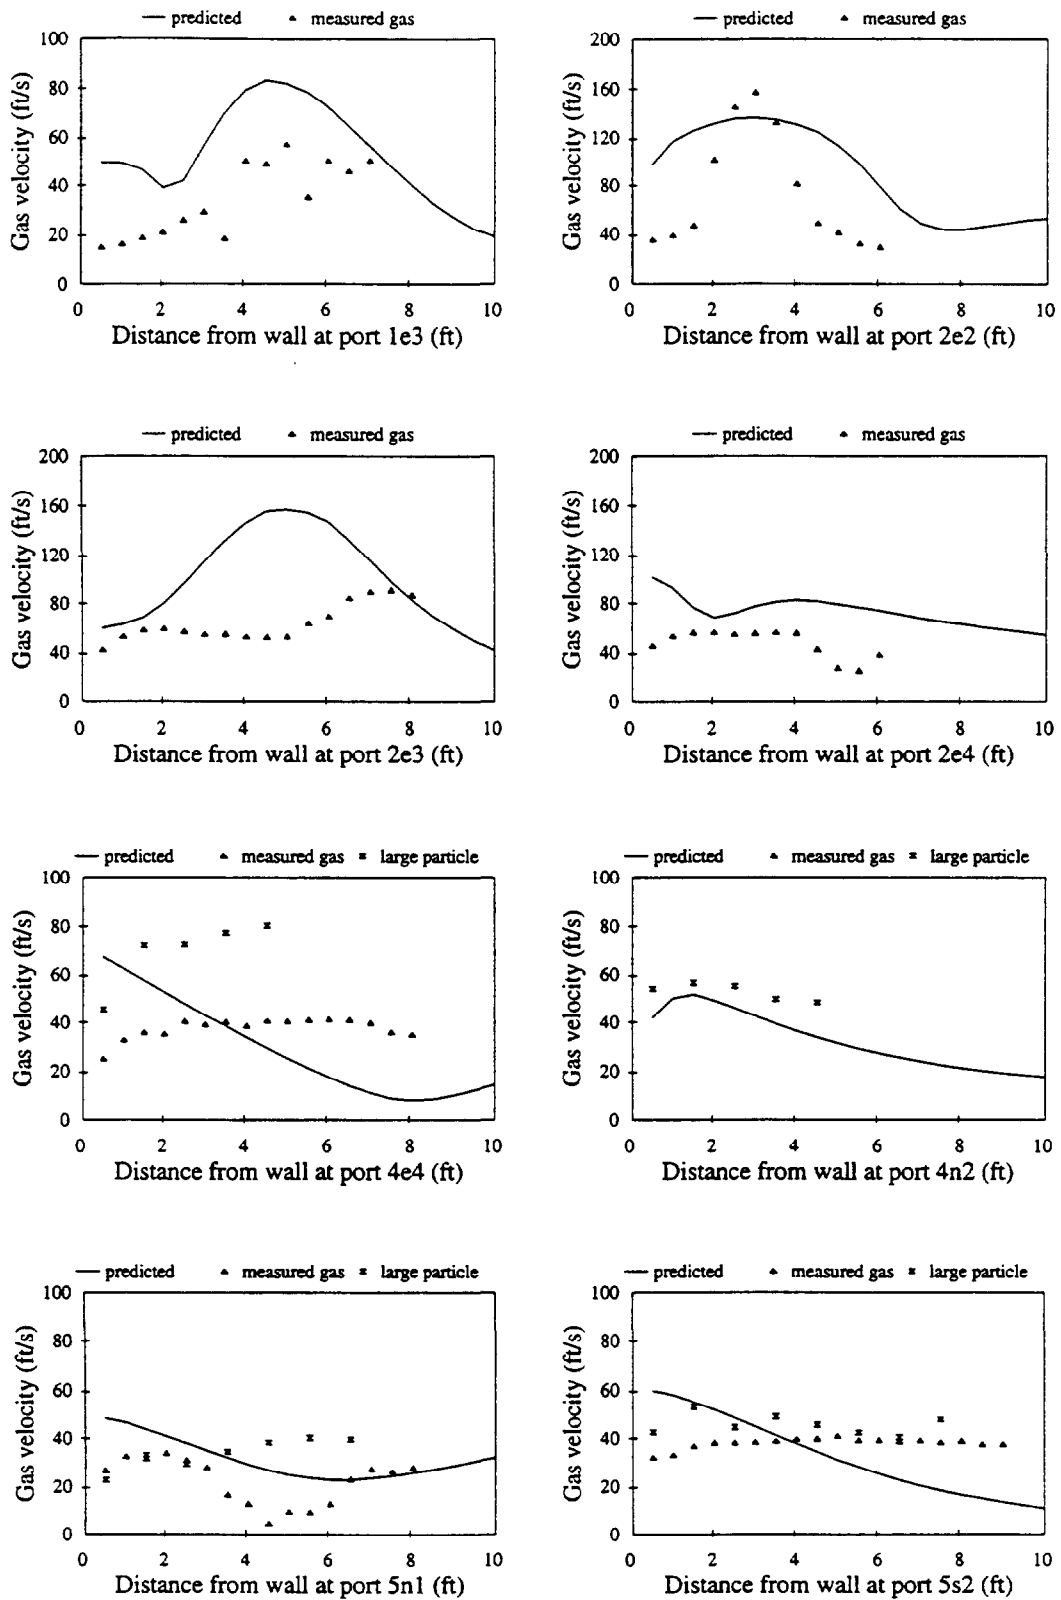 predicted measured gas
100
80
60
40
20
0
Gas velocity (ft/s)
0 2 4 6 8 10
Distance from wall at port 1e3 (ft)
predicted measured gas
200
160
120
80
40
0
Gas velocity (ft/s)
0 2 4 6 8 10
Distance from wall at port 2e2 (ft)
predicted measured gas
200
160
120
80
40
0
Gas velocity (ft/s)
0 2 4 6 8 10
Distance from wall at port 2e3 (ft)
predicted measured gas
200
160
120
80
40
0
Gas velocity (ft/s)
0 2 4 6 8 10
Distance from wall at port 2e4 (ft)
predicted measured gas large particle
100
80
60
40
20
0
Gas velocity (ft/s)
0 2 4 6 8 10
Distance from wall at port 4e4 (ft)
predicted measured gas large particle
100
80
60
40
20
0
Gas velocity (ft/s)
0 2 4 6 8 10
Distance from wall at port 4n2 (ft)
predicted measured gas large particle
100
80
60
40
20
0
Gas velocity (ft/s)
0 2 4 6 8 10
Distance from wall at port 5n1 (ft)
predicted measured gas large particle
100
80
60
40
20
0
Gas velocity (ft/s)
0 2 4 6 8 10
Distance from wall at port 5s2 (ft)